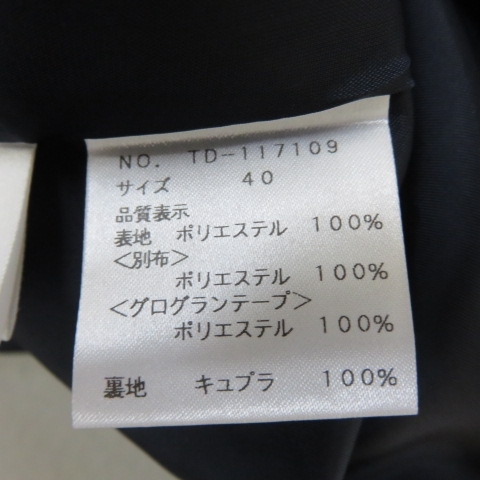 NO. TD-117109
サイズ 40
品質表示
表地 ポリエステル 100%
<別布>
ポリエステル 100%
<グログランテープ>
ポリエステル 100%
裏地 キュプラ 100%